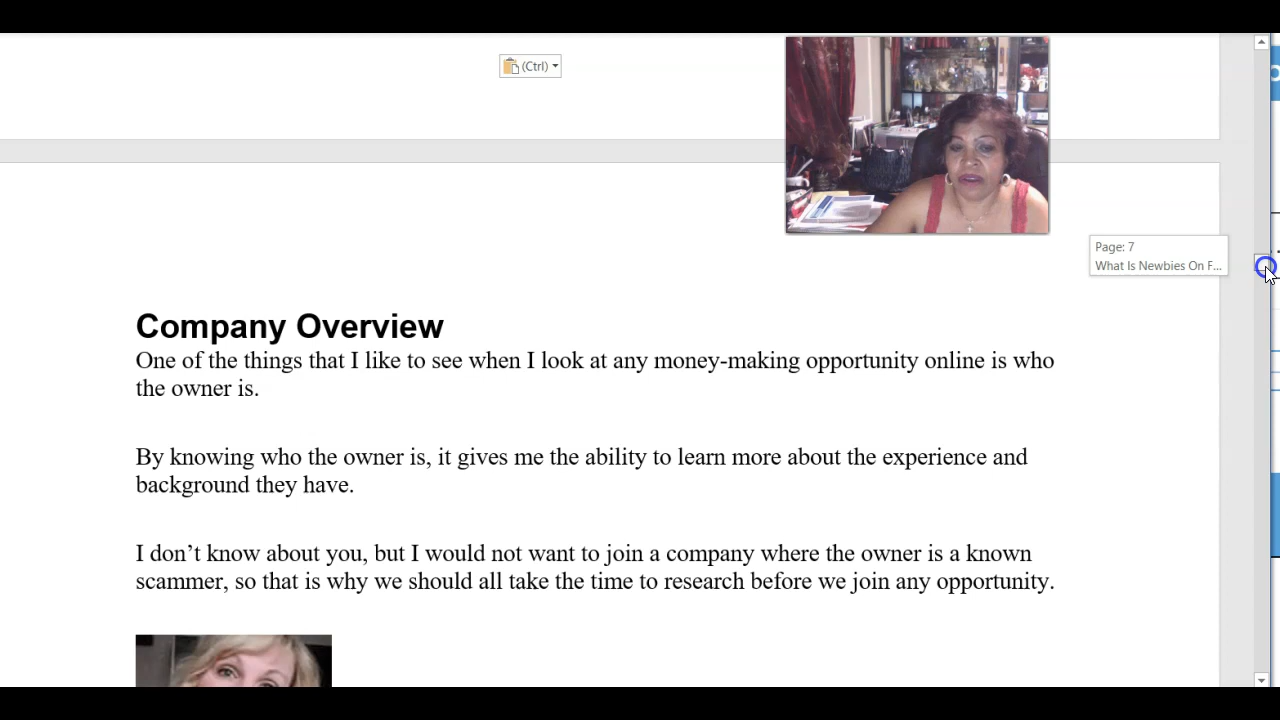 (Ctrl)
Page: 7
What Is Newbies On F...
Company Overview
One of the things that I like to see when I look at any money-making opportunity online is who
the owner is.
By knowing who the owner is, it gives me the ability to learn more about the experience and
background they have.
I don’t know about you, but I would not want to join a company where the owner is a known
scammer, so that is why we should all take the time to research before we join any opportunity.